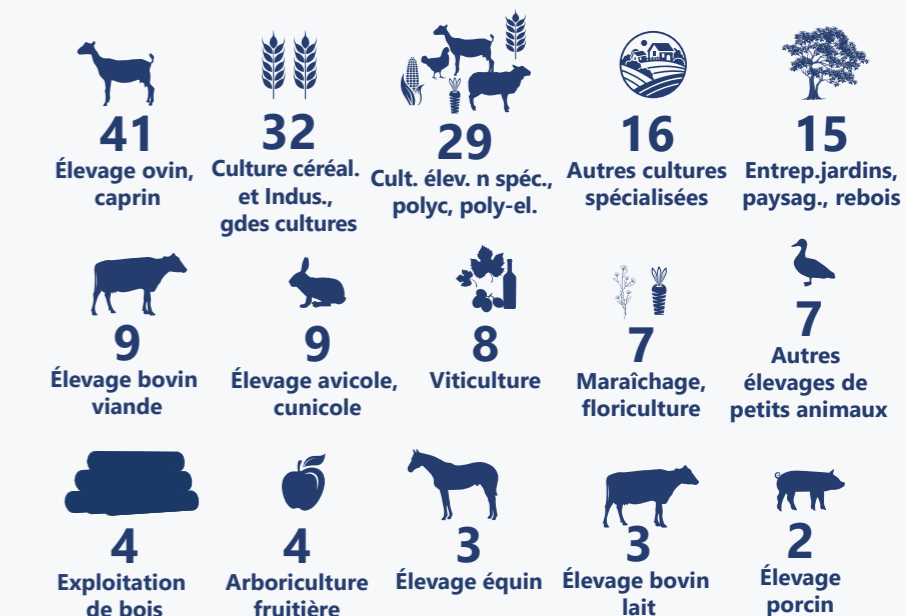 41
Élevage ovin,
caprin
32
Culture céréal.
et Indus.,
gdes cultures
29
Cult. élev. n spéc.,
polyc, poly-el.
16
Autres cultures
spécialisées
15
Entrep.jardins,
paysag., rebois
9
Élevage bovin
viande
9
Élevage avicole,
cunicole
8
Viticulture
7
Maraîchage,
floriculture
7
Autres
élevages de
petits animaux
4
Exploitation
de bois
4
Arboriculture
fruitière
3
Élevage équin
3
Élevage bovin
lait
2
Élevage
porcin